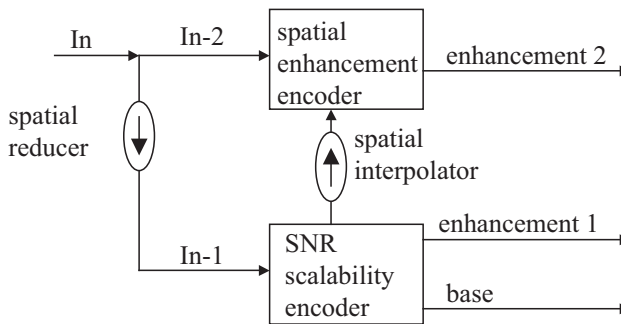 In
In-2
spatial
enhancement
encoder
enhancement 2
spatial
reducer
spatial
interpolator
In-1
SNR
scalability
encoder
enhancement 1
base